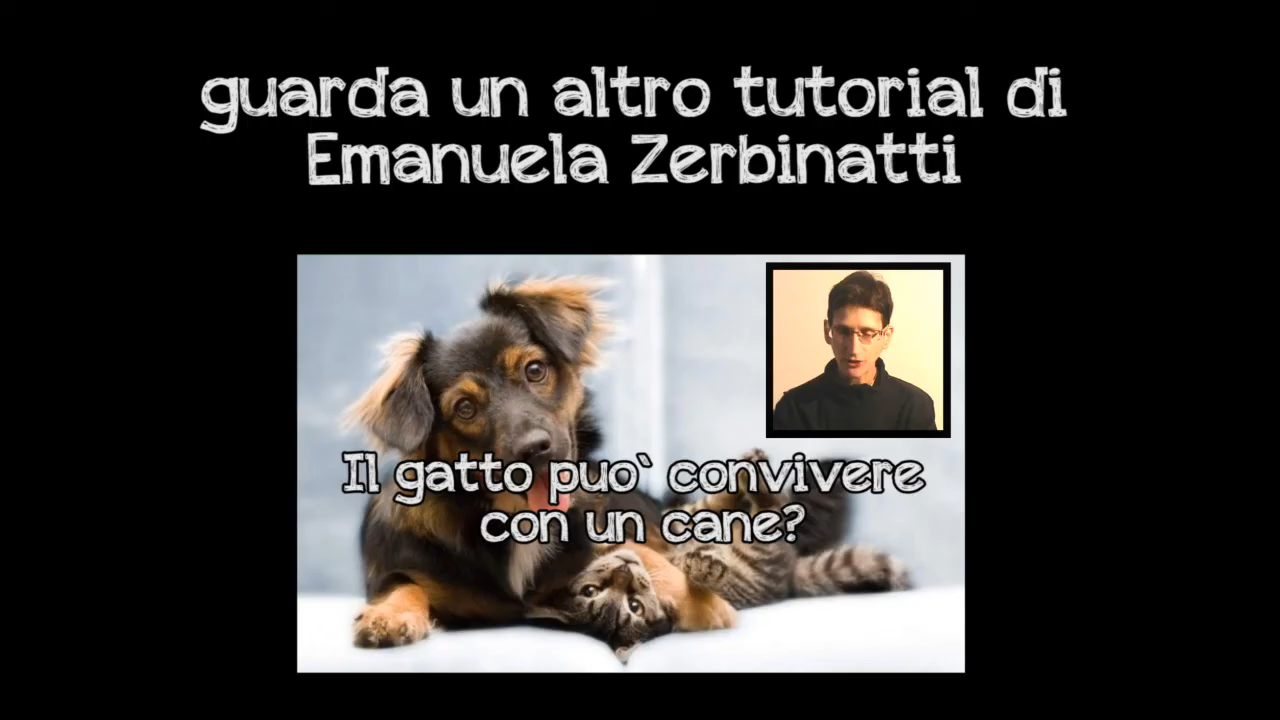 guarda un altro tutorial di
Emanuela Zerbinatti
Il gatto puo` convivere
con un cane?